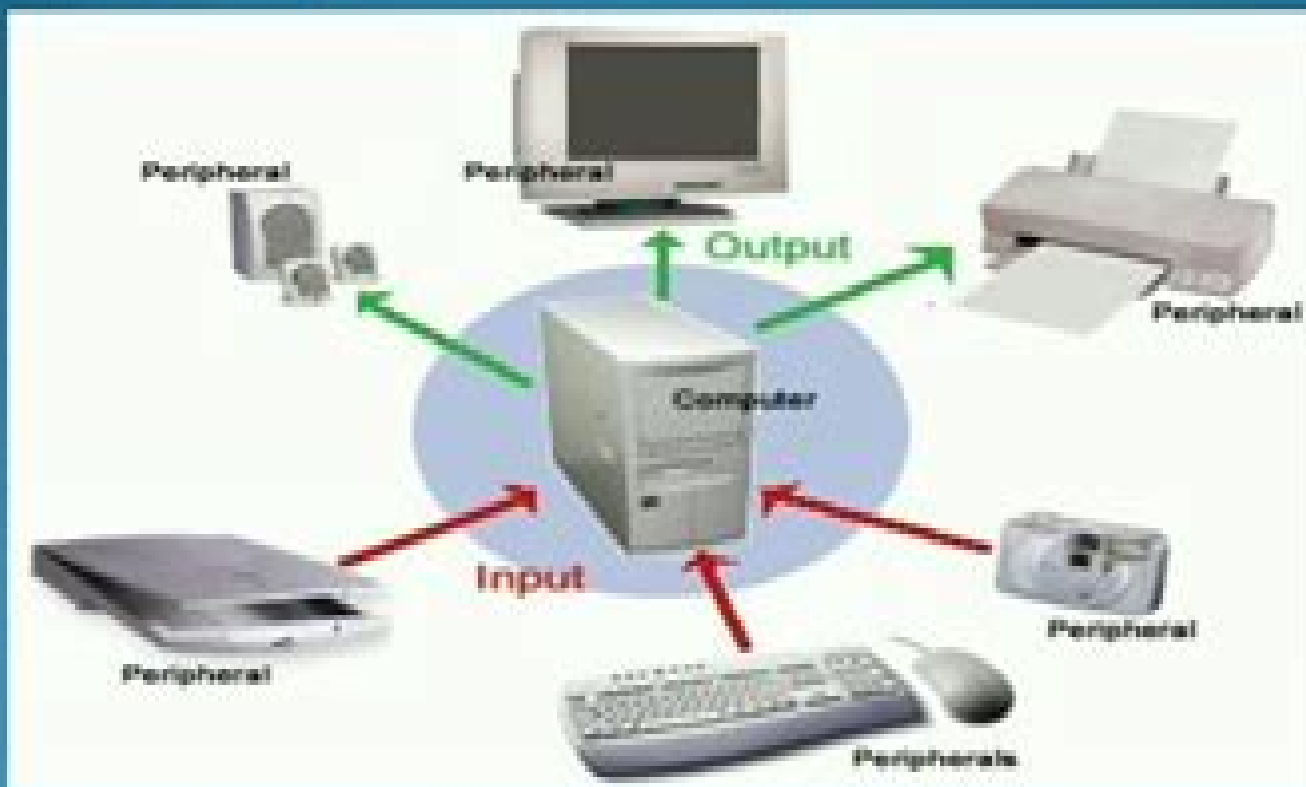 Peripheral
Peripheral
Output
Peripheral
Computer
Input
Peripheral
Peripheral
Peripherals